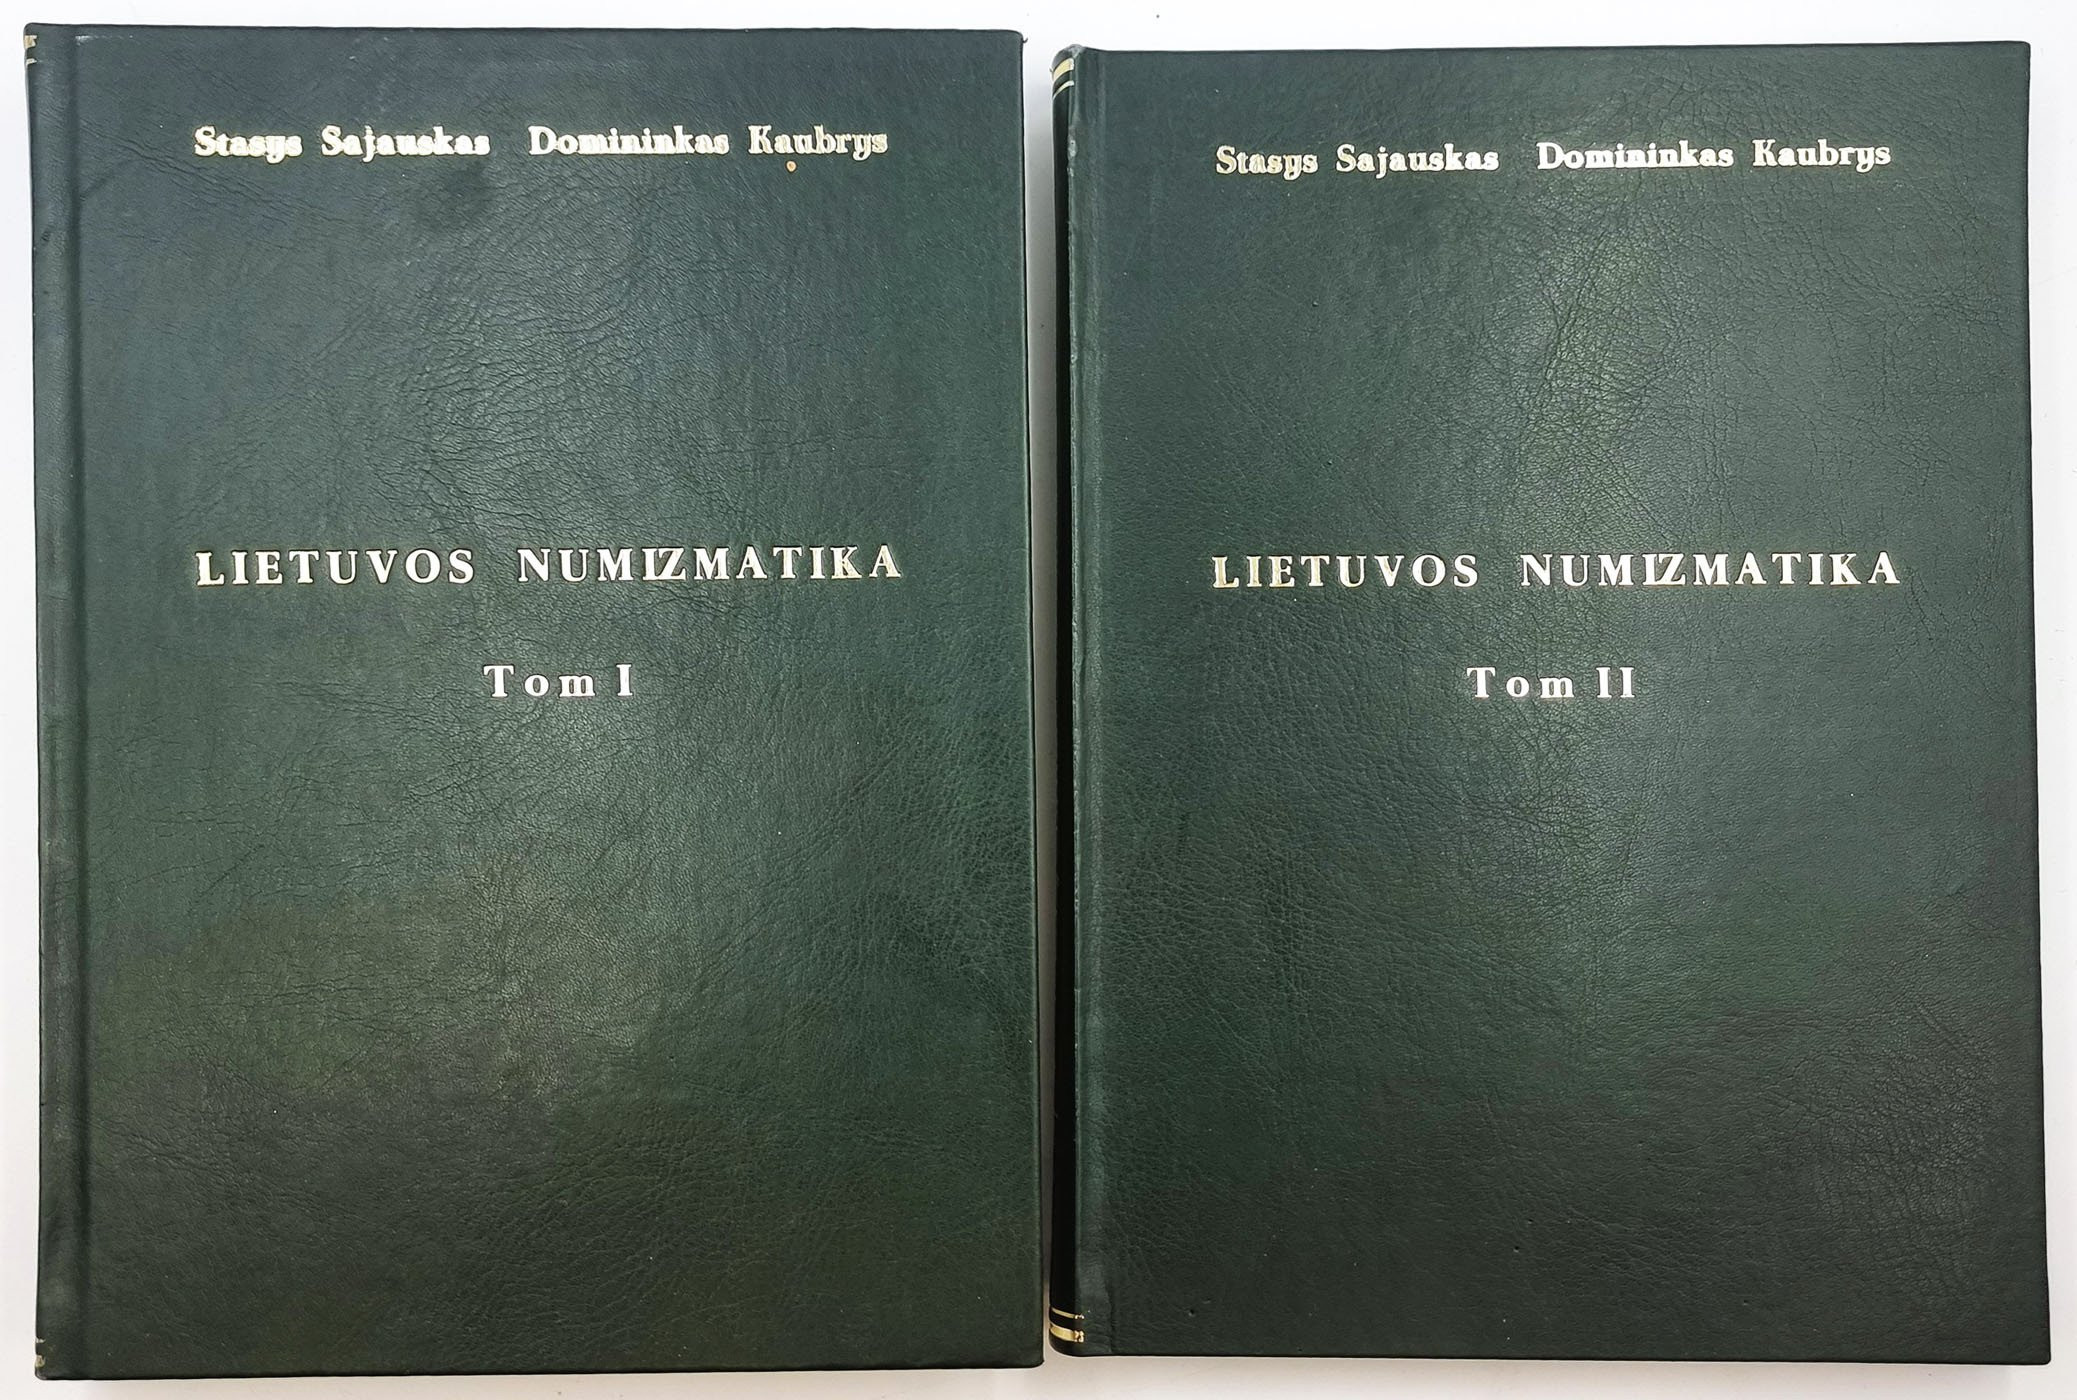 Stasys Sajauskas Domininkas Kaubrys
LIETUVOS NUMIZMATIKA
Tom I
Stasys Sajauskas Domininkas Kaubrys
LIETUVOS NUMIZMATIKA
Tom II